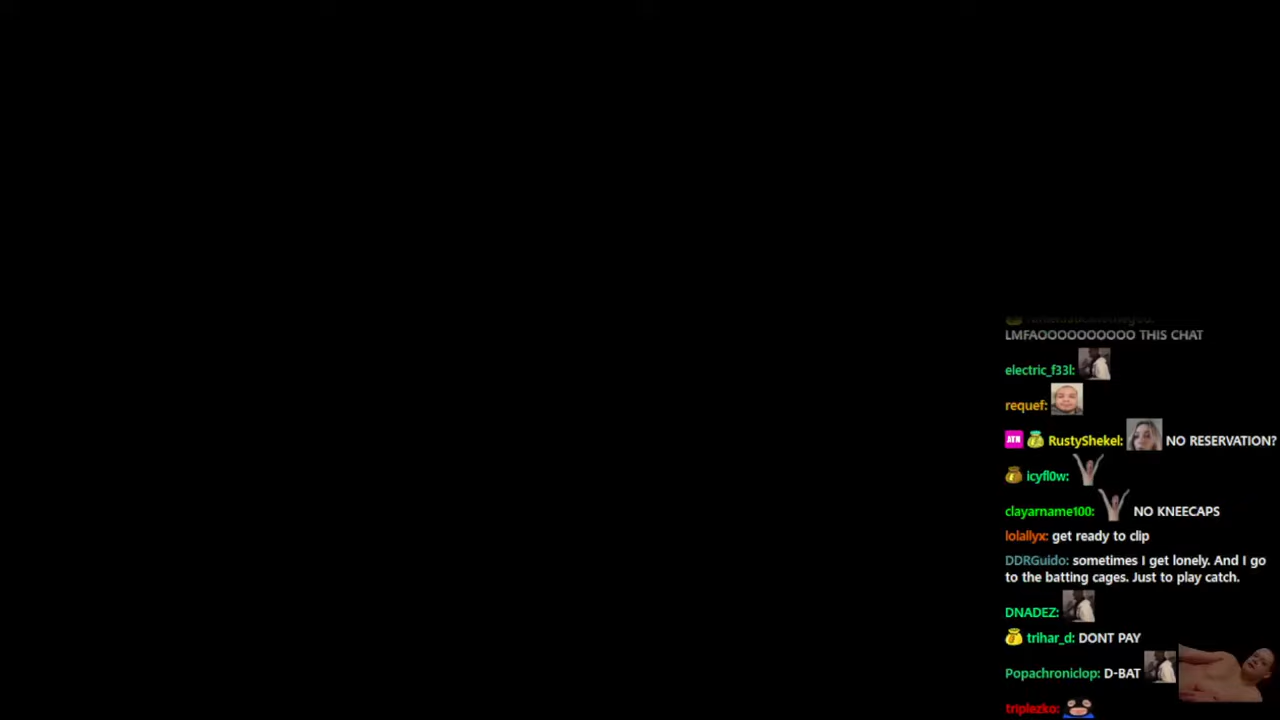 LMFAOOOOOOOOOO THIS CHAT
electric_f33l:
requef:
ATN RustyShekel: NO RESERVATION?
icyfl0w:
clayarname100: NO KNEECAPS
lolallyx: get ready to clip
DDRGuido: sometimes I get lonely. And I go
to the batting cages. Just to play catch.
DNADEZ:
trihar_d: DONT PAY
Popachroniclop: D-BAT
triplezko: